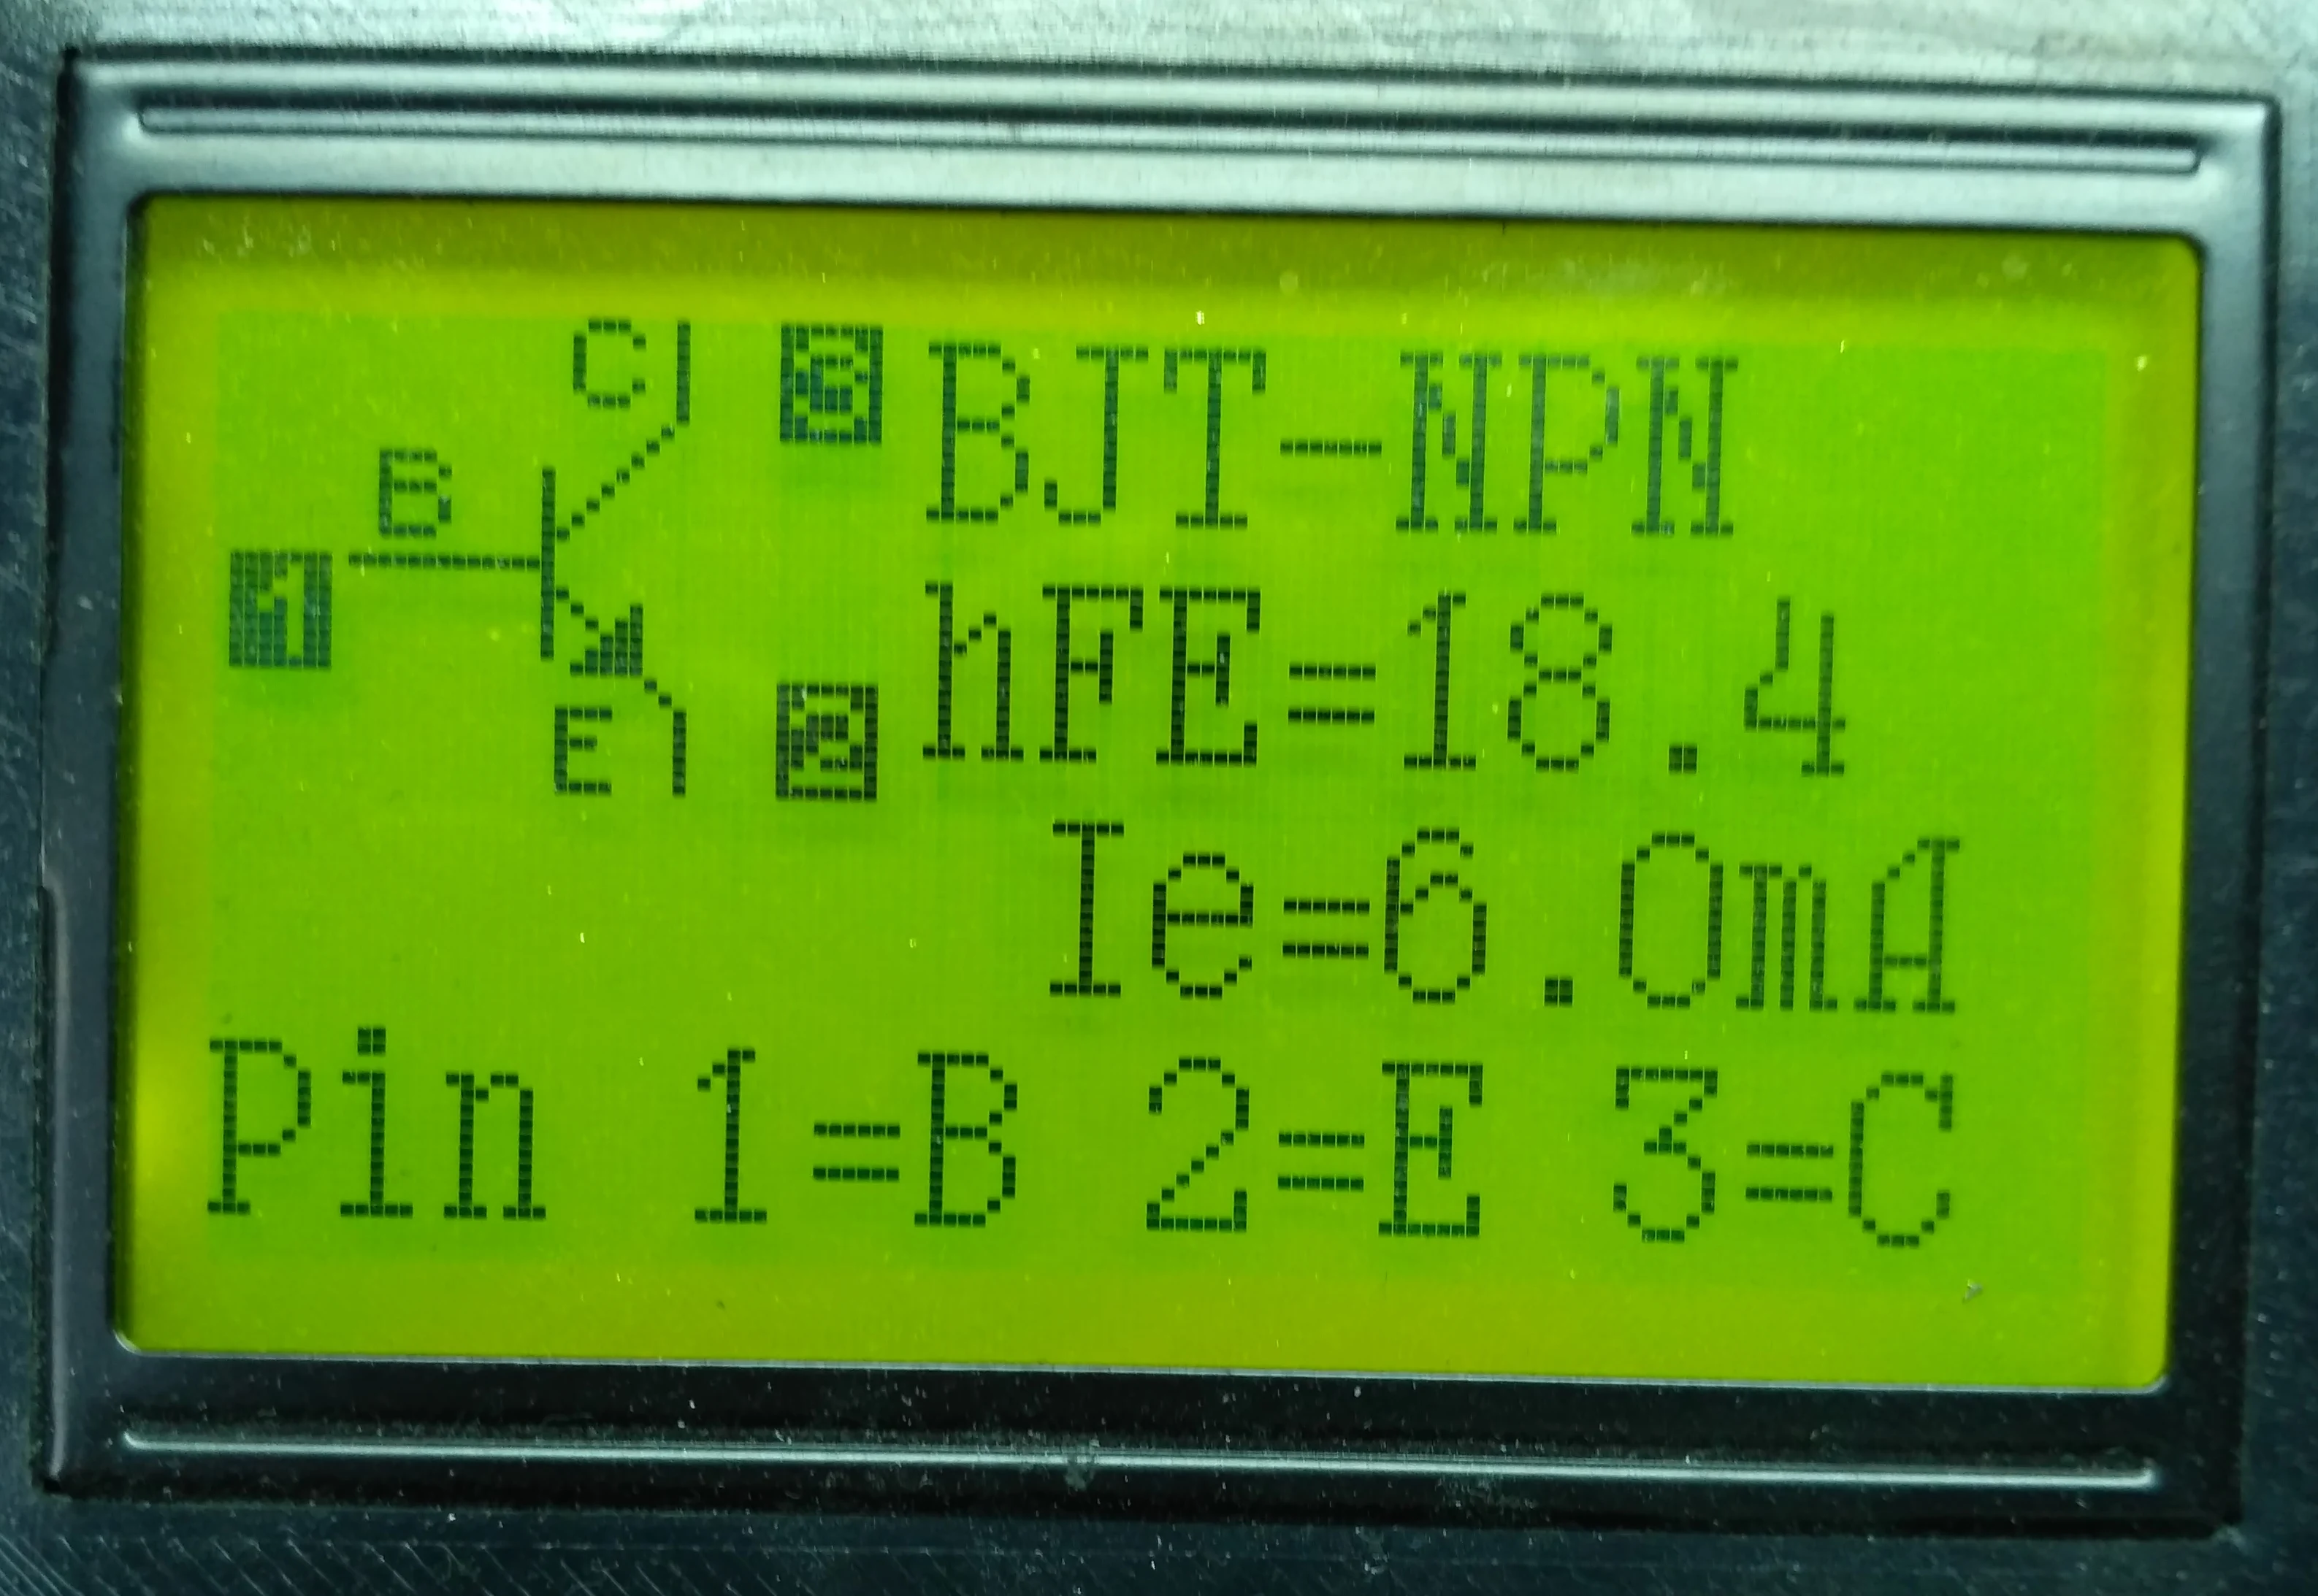 C 3 BJT-NPN
B
1 hFE=18.4
E 2
Ie=6.0mA
Pin 1=B 2=E 3=C